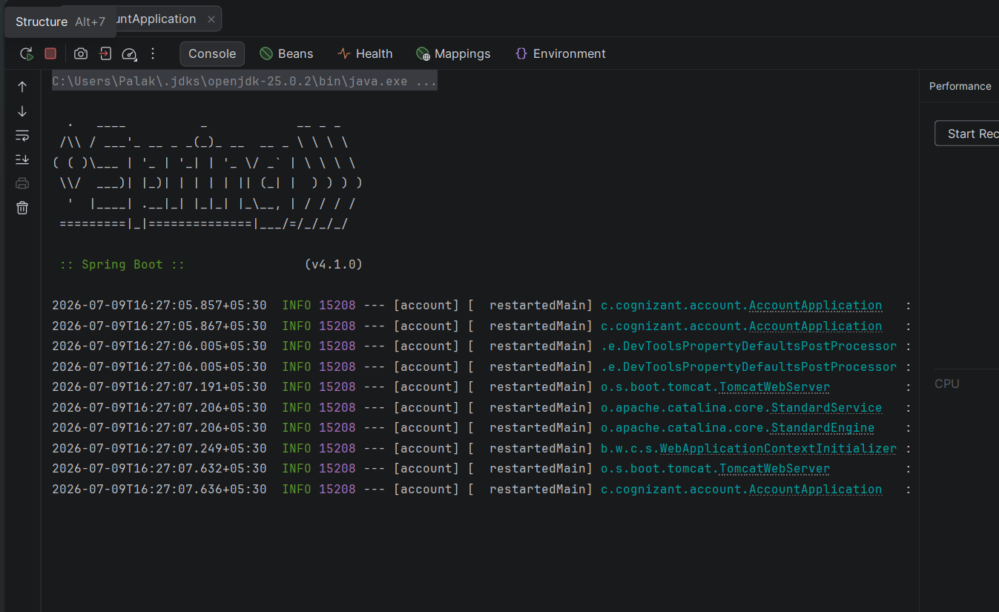 Structure Alt+7
untApplication ×
Console Beans Health Mappings Environment
C:\Users\Palak\.jdks\openjdk-25.0.2\bin\java.exe ...
Performance
  .   ____          _            __ _ _
 /\\ / ___'_ __ _ _(_)_ __  __ _ \ \ \ \
( ( )\___ | '_ | '_| | '_ \/ _` | \ \ \ \
 \\/  ___)| |_)| | | | | || (_| |  ) ) ) )
  '  |____| .__|_| |_|_| |_\__, | / / / /
 =========|_|==============|___/=/_/_/_/
Start Rec
 :: Spring Boot ::                (v4.1.0)
2026-07-09T16:27:05.857+05:30  INFO 15208 --- [account] [  restartedMain] c.cognizant.account.AccountApplication   :
2026-07-09T16:27:05.867+05:30  INFO 15208 --- [account] [  restartedMain] c.cognizant.account.AccountApplication   :
2026-07-09T16:27:06.005+05:30  INFO 15208 --- [account] [  restartedMain] .e.DevToolsPropertyDefaultsPostProcessor :
2026-07-09T16:27:06.005+05:30  INFO 15208 --- [account] [  restartedMain] .e.DevToolsPropertyDefaultsPostProcessor :
2026-07-09T16:27:07.191+05:30  INFO 15208 --- [account] [  restartedMain] o.s.boot.tomcat.TomcatWebServer          :
2026-07-09T16:27:07.206+05:30  INFO 15208 --- [account] [  restartedMain] o.apache.catalina.core.StandardService   :
2026-07-09T16:27:07.206+05:30  INFO 15208 --- [account] [  restartedMain] o.apache.catalina.core.StandardEngine    :
2026-07-09T16:27:07.249+05:30  INFO 15208 --- [account] [  restartedMain] b.w.c.s.WebApplicationContextInitializer :
2026-07-09T16:27:07.632+05:30  INFO 15208 --- [account] [  restartedMain] o.s.boot.tomcat.TomcatWebServer          :
2026-07-09T16:27:07.636+05:30  INFO 15208 --- [account] [  restartedMain] c.cognizant.account.AccountApplication   :
CPU